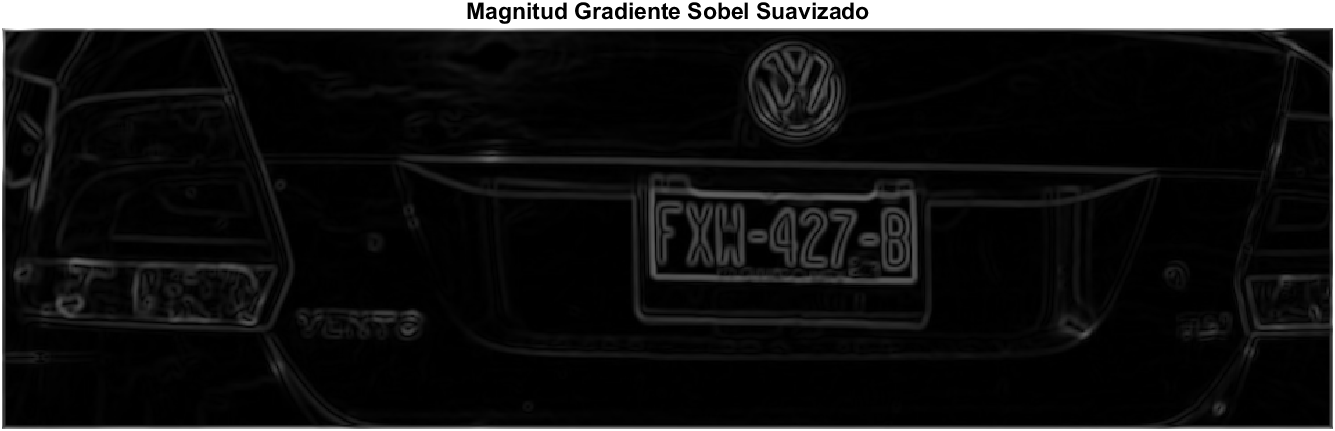 Magnitud Gradiente Sobel Suavizado
FXW-427-B
VENTO